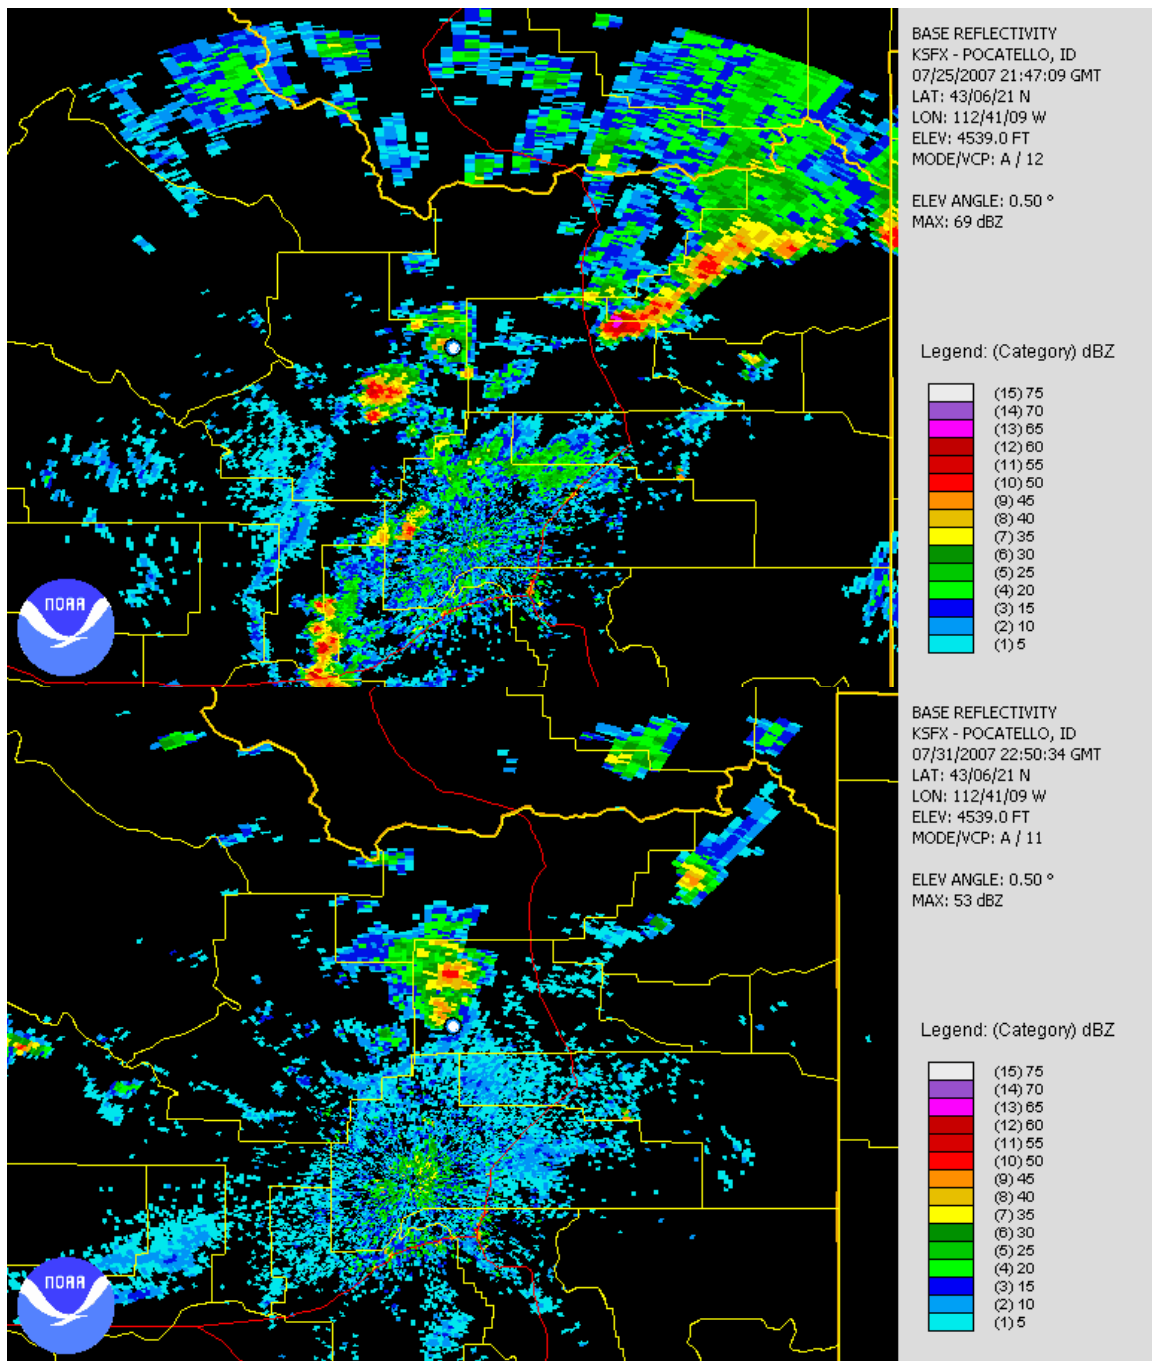 BASE REFLECTIVITY
KSFX - POCATELLO, ID
07/25/2007 21:47:09 GMT
LAT: 43/06/21 N
LON: 112/41/09 W
ELEV: 4539.0 FT
MODE/VCP: A / 12
ELEV ANGLE: 0.50 °
MAX: 69 dBZ
Legend: (Category) dBZ
(15) 75
(14) 70
(13) 65
(12) 60
(11) 55
(10) 50
(9) 45
(8) 40
(7) 35
(6) 30
(5) 25
(4) 20
(3) 15
(2) 10
(1) 5
NOAA
BASE REFLECTIVITY
KSFX - POCATELLO, ID
07/31/2007 22:50:34 GMT
LAT: 43/06/21 N
LON: 112/41/09 W
ELEV: 4539.0 FT
MODE/VCP: A / 11
ELEV ANGLE: 0.50 °
MAX: 53 dBZ
Legend: (Category) dBZ
(15) 75
(14) 70
(13) 65
(12) 60
(11) 55
(10) 50
(9) 45
(8) 40
(7) 35
(6) 30
(5) 25
(4) 20
(3) 15
(2) 10
(1) 5
NOAA